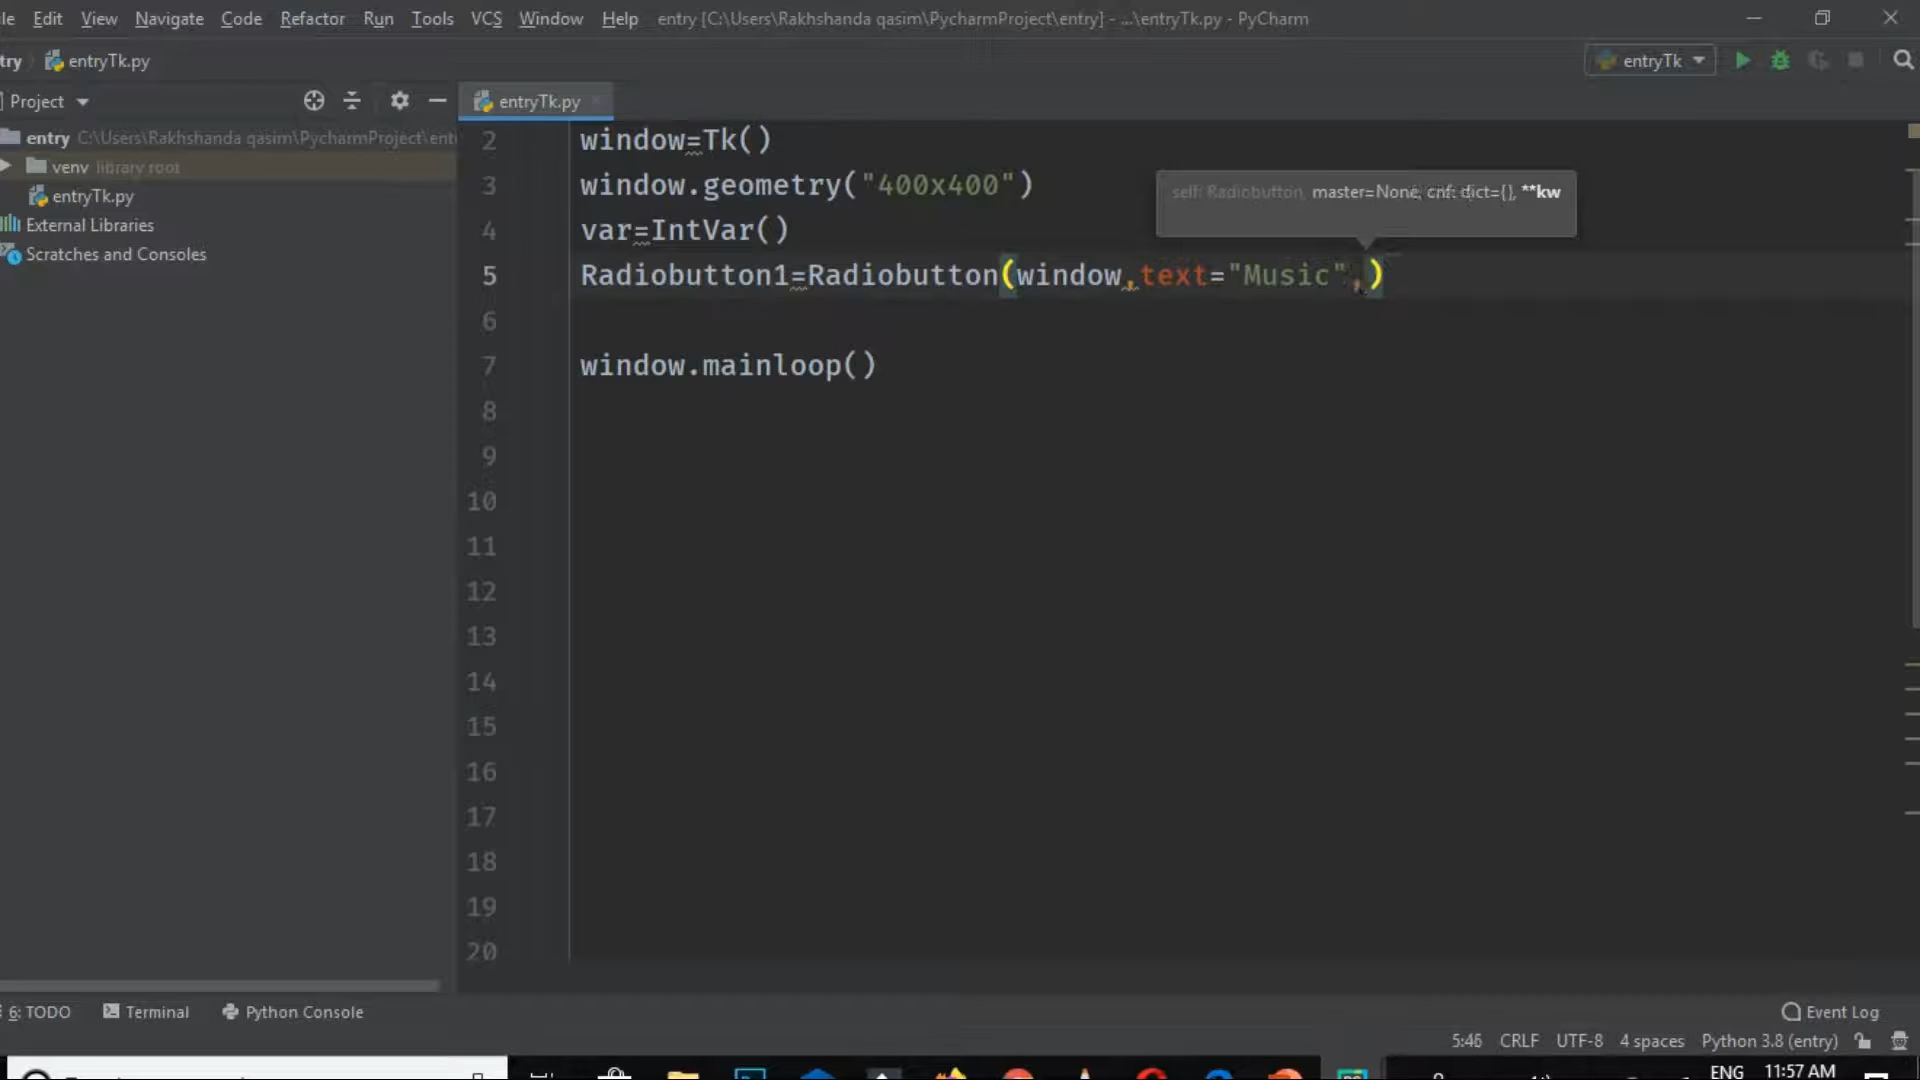 le Edit View Navigate Code Refactor Run Tools VCS Window Help entry [C:\Users\Rakhshanda qasim\PycharmProject\entry] - ...\entryTk.py - PyCharm
try entryTk.py
entryTk
Project
entryTk.py
entry C:\Users\Rakhshanda qasim\PycharmProject\ent
venv library root
entryTk.py
External Libraries
Scratches and Consoles
2 window=Tk()
3 window.geometry("400x400")
self: Radiobutton, master=None, cnf: dict={}, **kw
4 var=IntVar()
5 Radiobutton1=Radiobutton(window,text="Music",)
6
7 window.mainloop()
8
9
10
11
12
13
14
15
16
17
18
19
20
6: TODO Terminal Python Console
Event Log
5:46 CRLF UTF-8 4 spaces Python 3.8 (entry)
ENG 11:57 AM